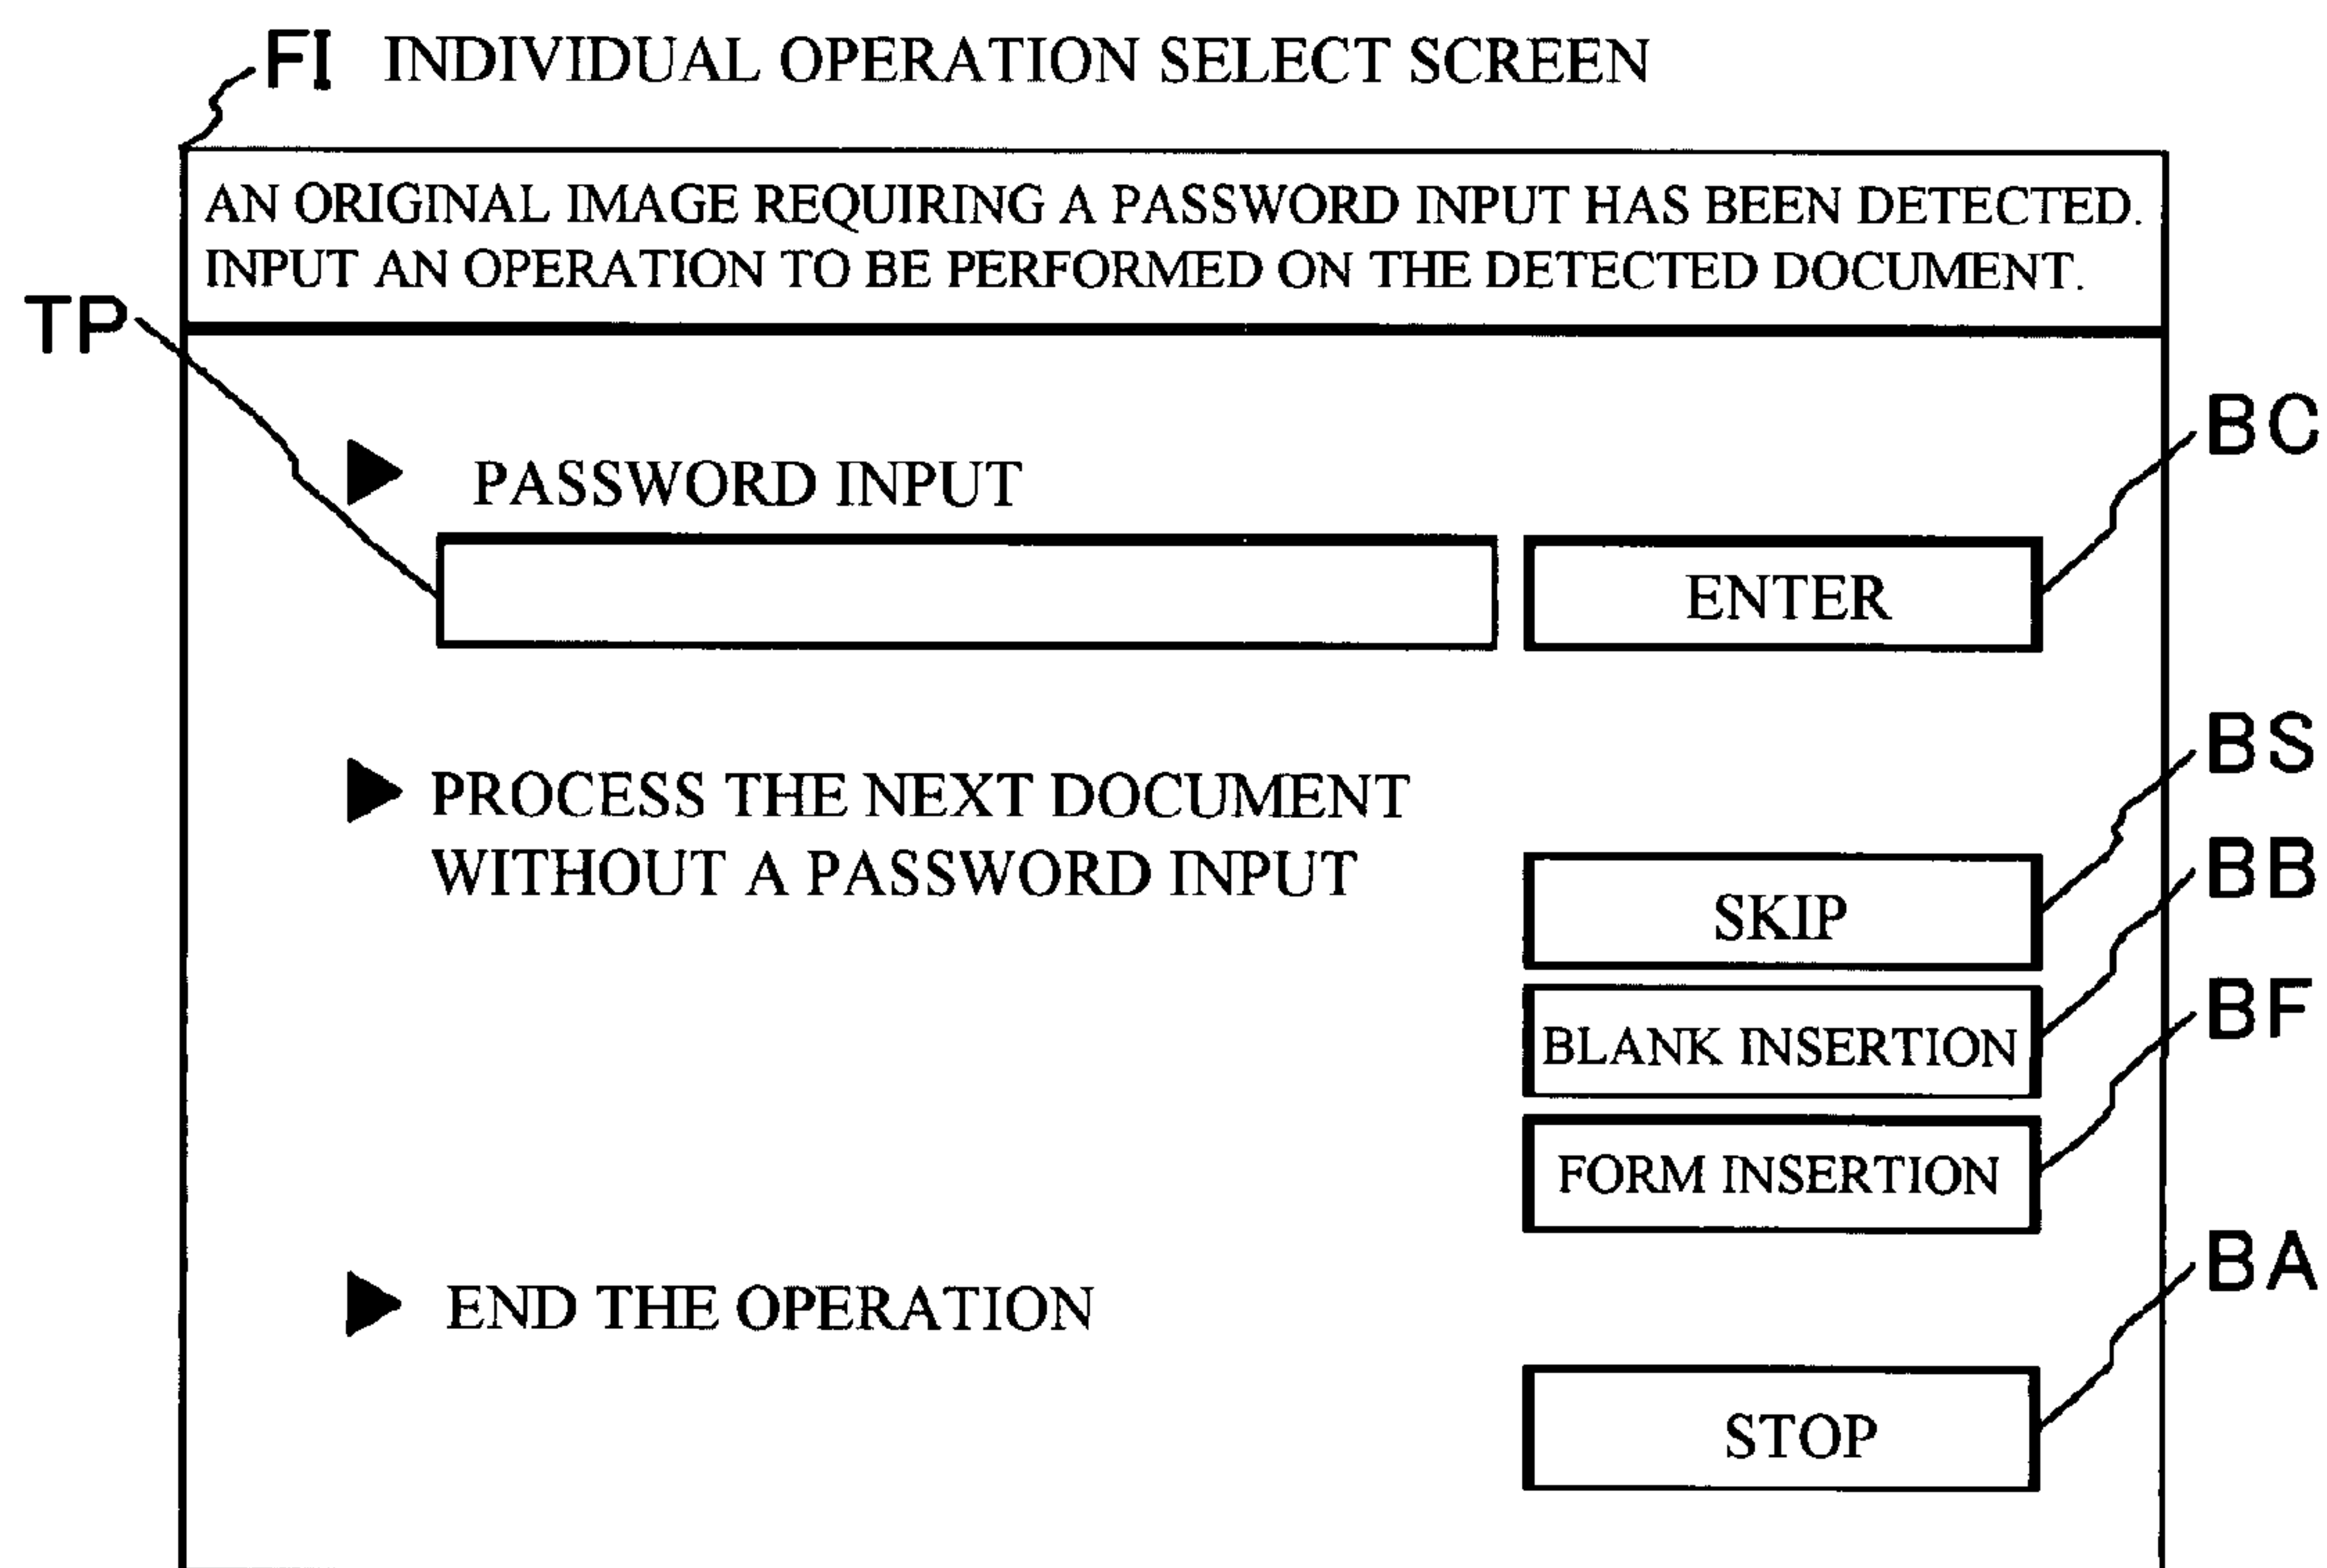 FI INDIVIDUAL OPERATION SELECT SCREEN
AN ORIGINAL IMAGE REQUIRING A PASSWORD INPUT HAS BEEN DETECTED.
INPUT AN OPERATION TO BE PERFORMED ON THE DETECTED DOCUMENT.
TP
BC
PASSWORD INPUT
ENTER
BS
PROCESS THE NEXT DOCUMENT
WITHOUT A PASSWORD INPUT
BB
SKIP
BF
BLANK INSERTION
FORM INSERTION
BA
END THE OPERATION
STOP